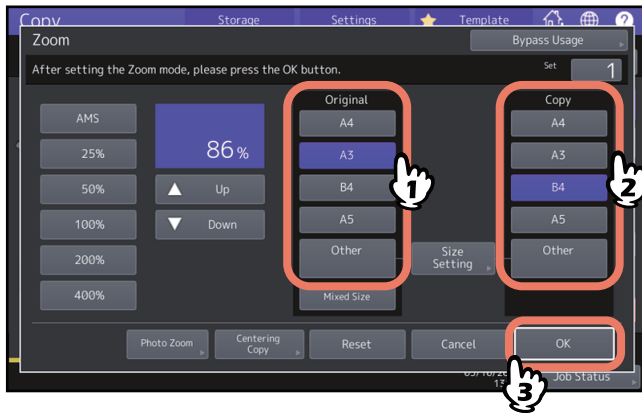 Copy Storage Settings Template
Zoom
Bypass Usage
After setting the Zoom mode, please press the OK button.
Set 1
Original
Copy
AMS
25%
50%
100%
200%
400%
86 %
Up
Down
A4
A3
B4
A5
Other
Mixed Size
Size
Setting
A4
A3
B4
A5
Other
1
2
Photo Zoom
Centering
Copy
Reset
Cancel
OK
3
Job Status